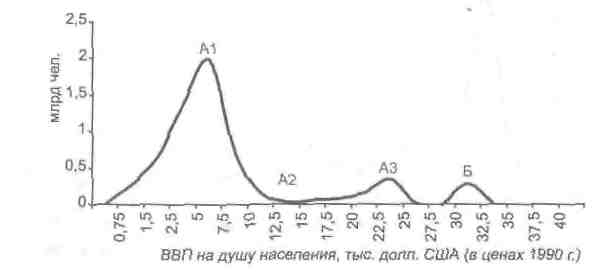 млрд чел.
2,5
2
1,5
1
0,5
0
А1
А2
А3
Б
0,75 1,5 2,5 5 7,5 10 12,5 15 17,5 20 22,5 25 27,5 30 32,5 35 37,5 40
ВВП на душу населения, тыс. долл. США (в ценах 1990 г.)